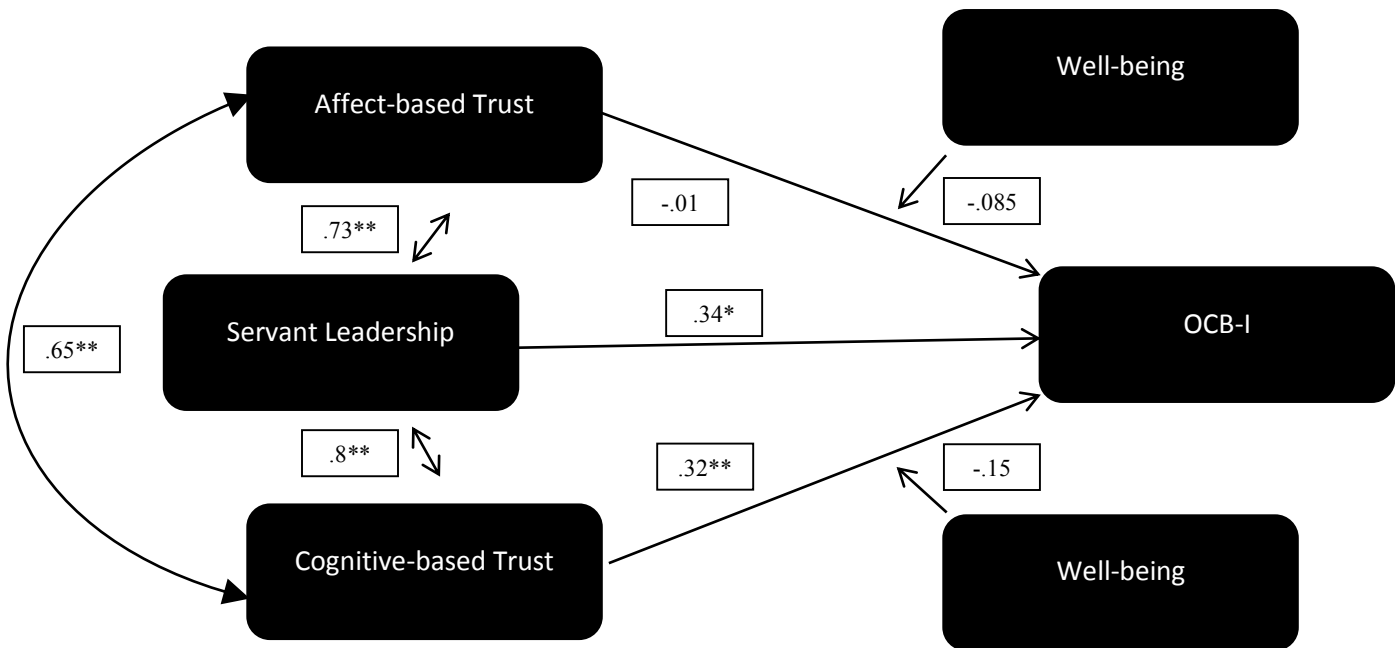 Well-being
Affect-based Trust
-.01
-.085
.73**
Servant Leadership
.34*
OCB-I
.65**
.8**
.32**
-.15
Cognitive-based Trust
Well-being